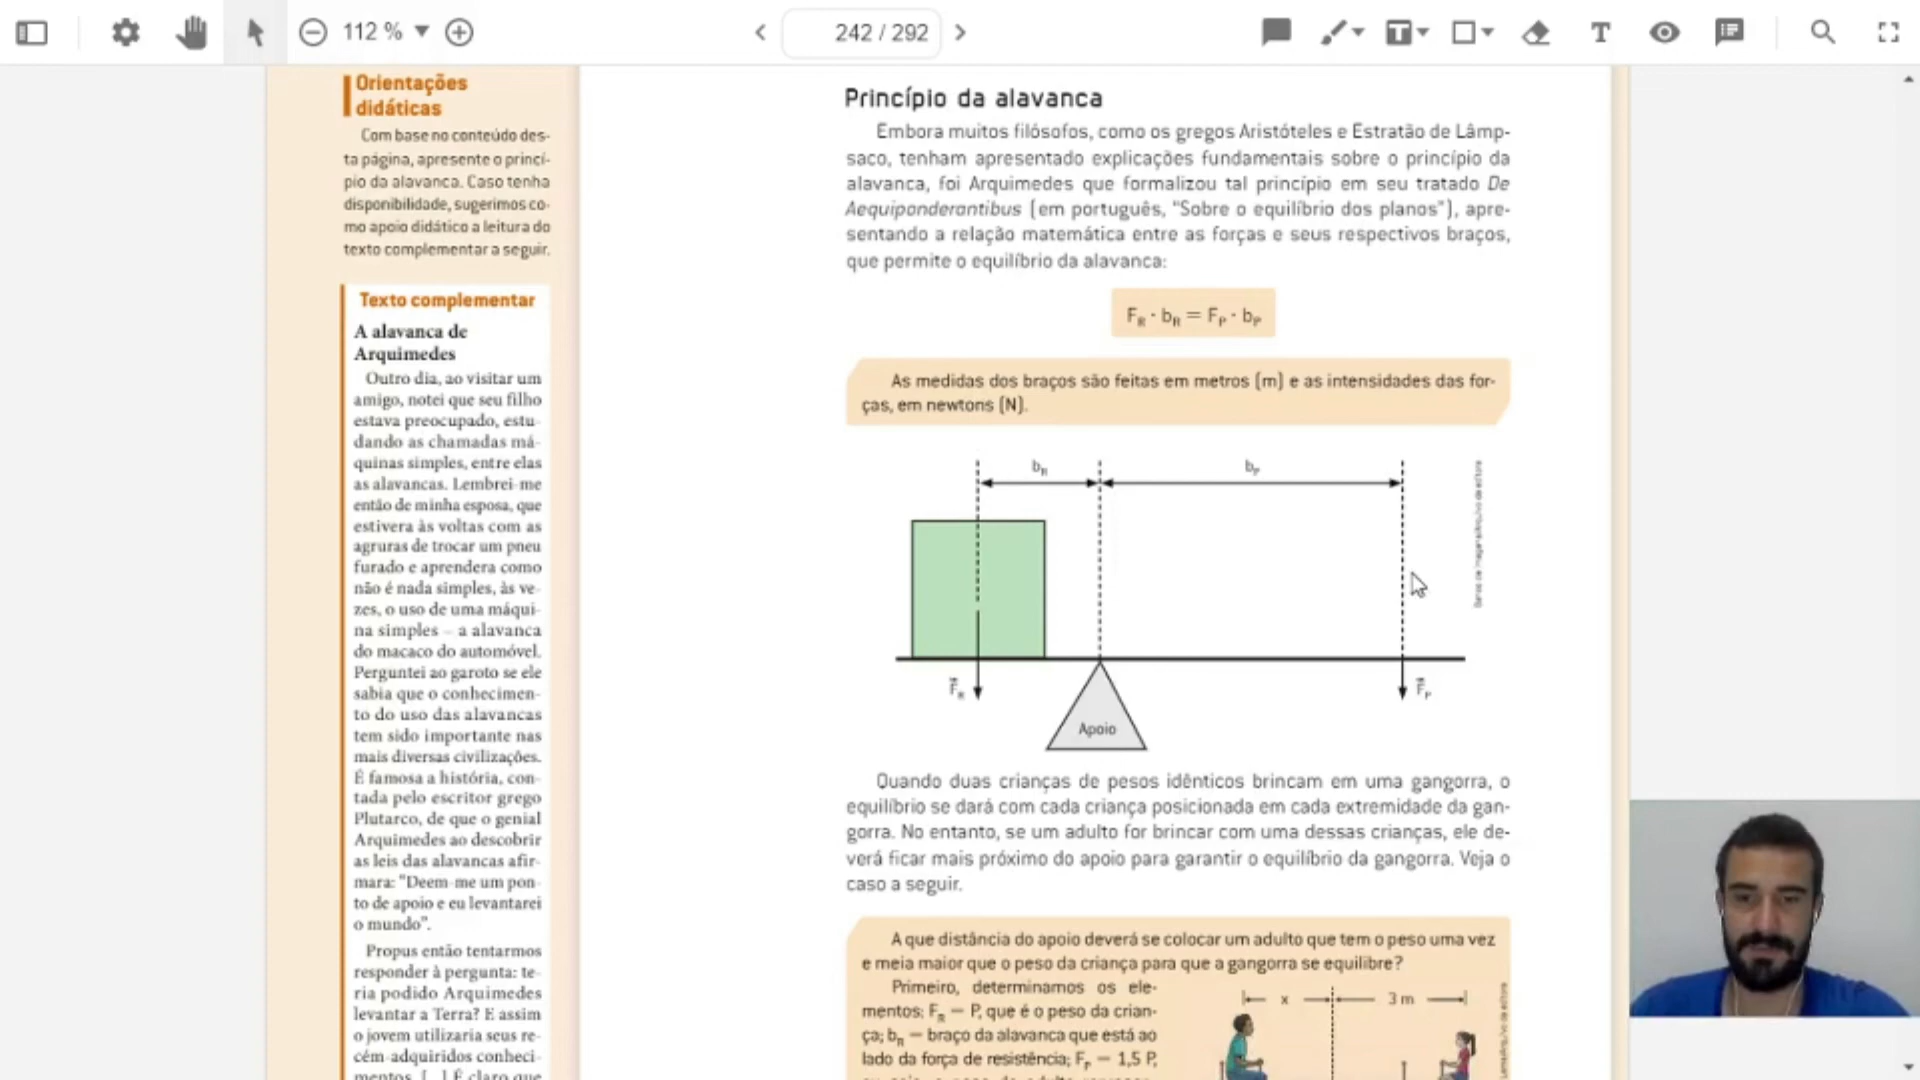 112 %
242 / 292
Orientações
didáticas
Com base no conteúdo des-
ta página, apresente o princí-
pio da alavanca. Caso tenha
disponibilidade, sugerimos co-
mo apoio didático a leitura do
texto complementar a seguir.
Texto complementar
A alavanca de
Arquimedes
Outro dia, ao visitar um
amigo, notei que seu filho
estava preocupado, estu-
dando as chamadas má-
quinas simples, entre elas
as alavancas. Lembrei-me
então de minha esposa, que
estivera às voltas com as
agruras de trocar um pneu
furado e aprendera como
não é nada simples, às ve-
zes, o uso de uma máqui-
na simples – a alavanca
do macaco do automóvel.
Perguntei ao garoto se ele
sabia que o conhecimen-
to do uso das alavancas
tem sido importante nas
mais diversas civilizações.
É famosa a história, con-
tada pelo escritor grego
Plutarco, de que o genial
Arquimedes ao descobrir
as leis das alavancas afir-
mara: "Deem-me um pon-
to de apoio e eu levantarei
o mundo".
Propus então tentarmos
responder à pergunta: te-
ria podido Arquimedes
levantar a Terra? E assim
o jovem utilizaria seus re-
cém-adquiridos conheci-
mentos. [...] É claro que
Princípio da alavanca
Embora muitos filósofos, como os gregos Aristóteles e Estratão de Lâmp-
saco, tenham apresentado explicações fundamentais sobre o princípio da
alavanca, foi Arquimedes que formalizou tal princípio em seu tratado De
Aequiponderantibus (em português, "Sobre o equilíbrio dos planos"), apre-
sentando a relação matemática entre as forças e seus respectivos braços,
que permite o equilíbrio da alavanca:
F_R · b_R = F_P · b_P
As medidas dos braços são feitas em metros (m) e as intensidades das for-
ças, em newtons (N).
b_R b_P
F_R F_P
Apoio
Quando duas crianças de pesos idênticos brincam em uma gangorra, o
equilíbrio se dará com cada criança posicionada em cada extremidade da gan-
gorra. No entanto, se um adulto for brincar com uma dessas crianças, ele de-
verá ficar mais próximo do apoio para garantir o equilíbrio da gangorra. Veja o
caso a seguir.
A que distância do apoio deverá se colocar um adulto que tem o peso uma vez
e meia maior que o peso da criança para que a gangorra se equilibre?
Primeiro, determinamos os ele-
mentos: F_R = P, que é o peso da crian-
ça; b_R = braço da alavanca que está ao
lado da força de resistência; F_P = 1,5 P,
x 3 m